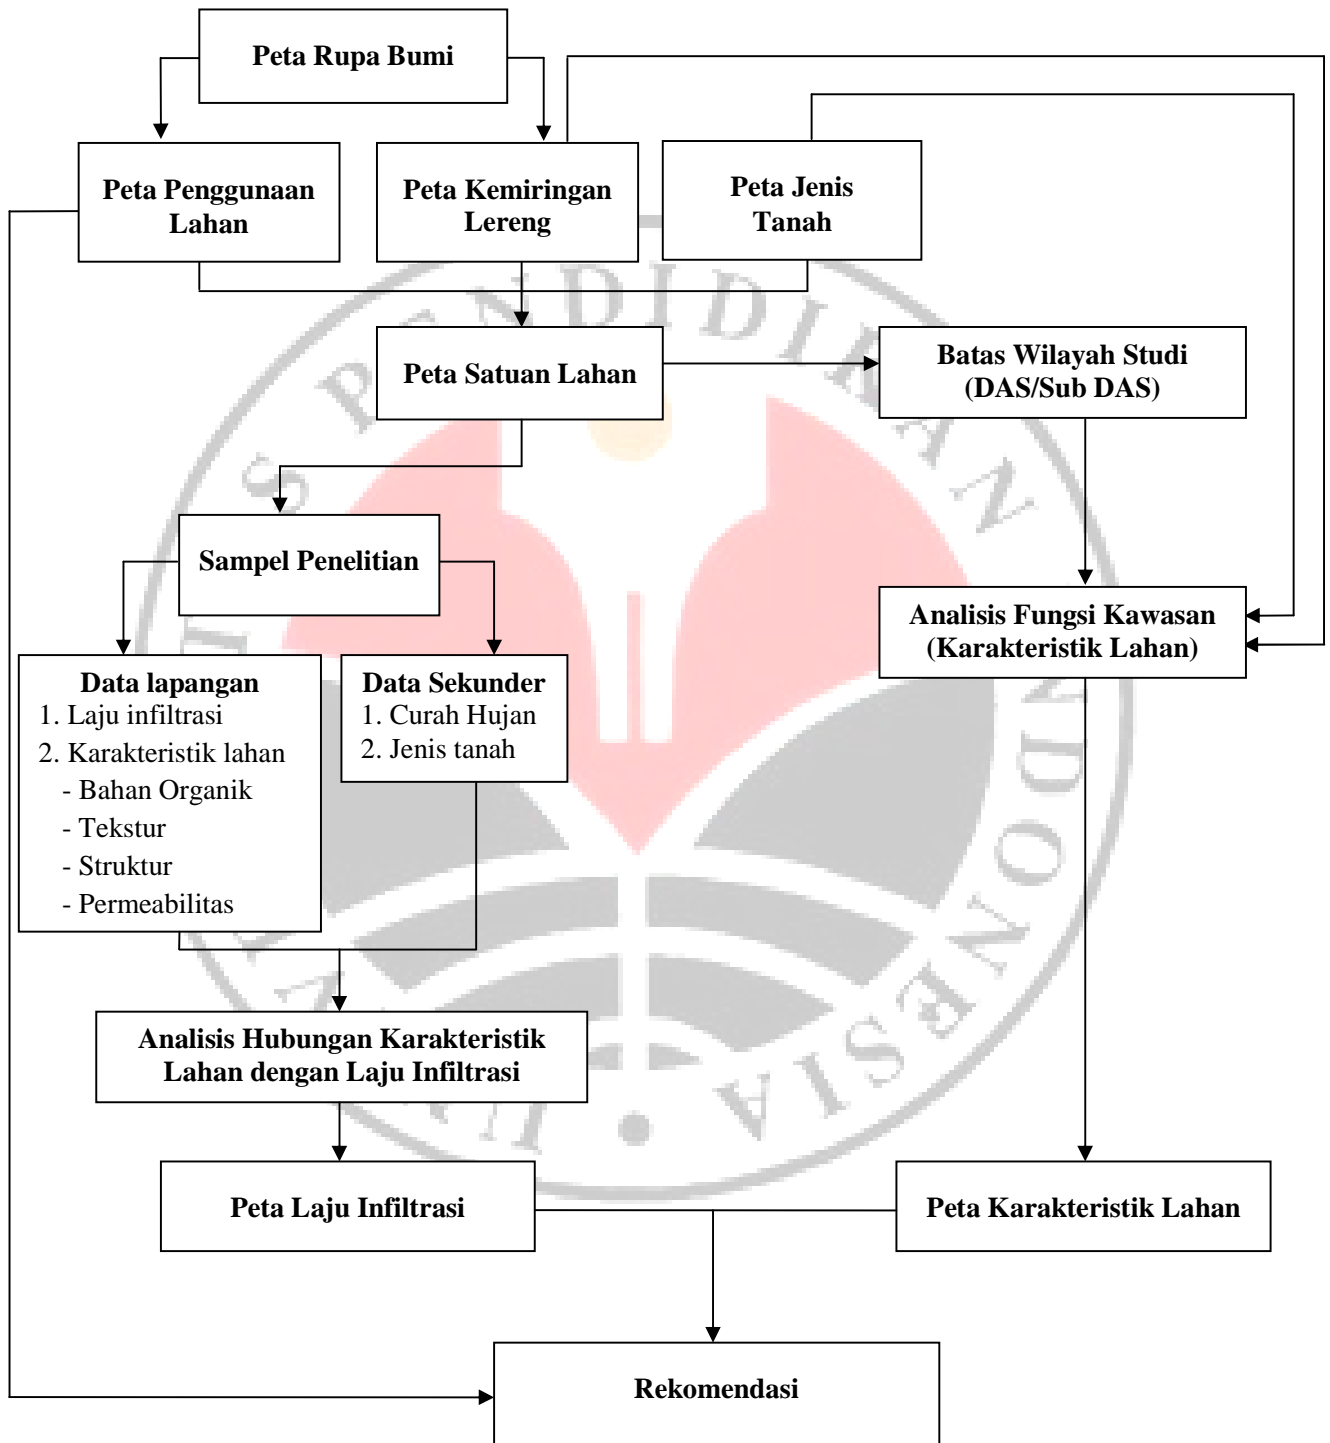 Peta Rupa Bumi
Peta Penggunaan
Lahan
Peta Kemiringan
Lereng
Peta Jenis
Tanah
Peta Satuan Lahan
Batas Wilayah Studi
(DAS/Sub DAS)
Sampel Penelitian
Analisis Fungsi Kawasan
(Karakteristik Lahan)
Data lapangan
1. Laju infiltrasi
2. Karakteristik lahan
- Bahan Organik
- Tekstur
- Struktur
- Permeabilitas
Data Sekunder
1. Curah Hujan
2. Jenis tanah
Analisis Hubungan Karakteristik
Lahan dengan Laju Infiltrasi
Peta Laju Infiltrasi
Peta Karakteristik Lahan
Rekomendasi